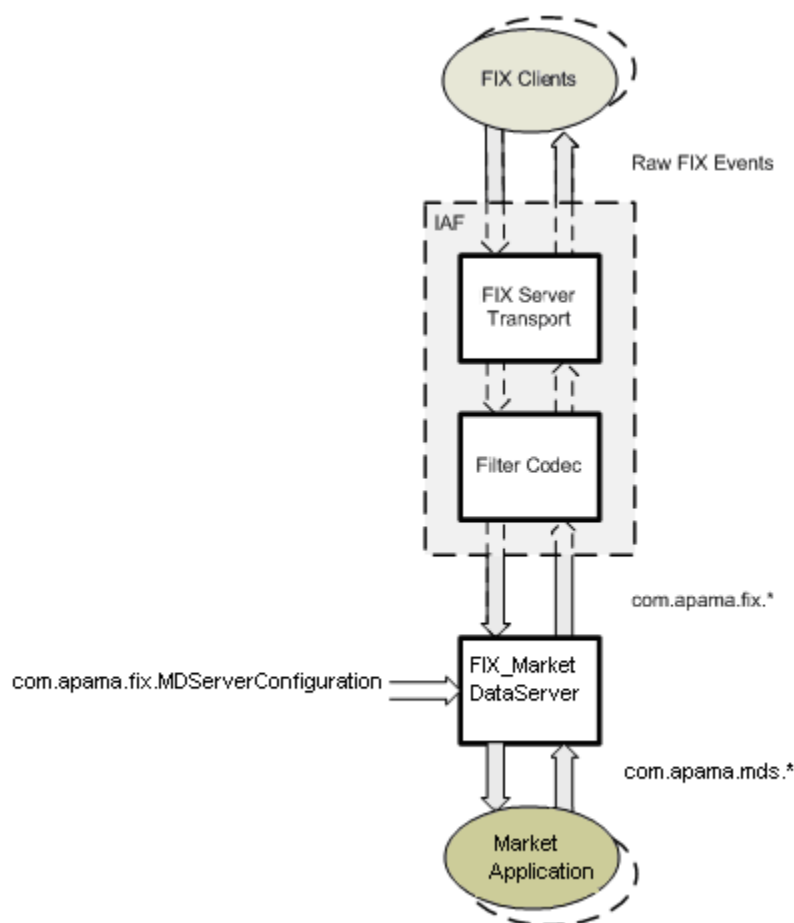 FIX Clients
Raw FIX Events
IAF
FIX Server
Transport
Filter Codec
com.apama.fix.*
com.apama.fix.MDServerConfiguration
FIX_Market
DataServer
com.apama.mds.*
Market
Application